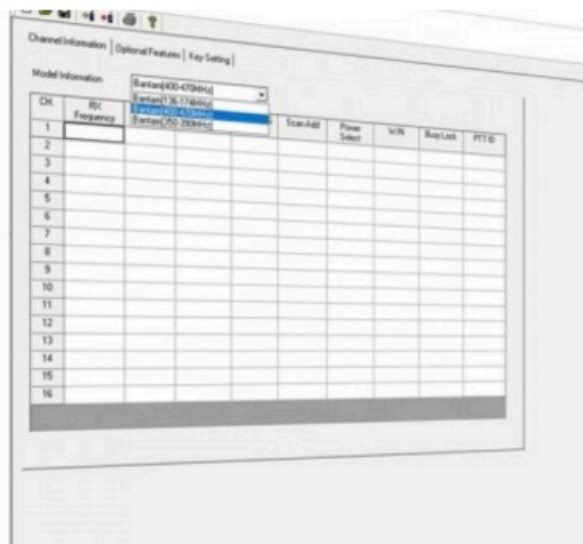 Channel Information Optional Features Key Setting
Model Information Bantam(400-470MHz)
Bantam(136-174MHz)
Bantam(400-470MHz)
Bantam(350-390MHz)
CH. RX Frequency Scan Add Power Select W/N Busy Lock PTT ID
1
2
3
4
5
6
7
8
9
10
11
12
13
14
15
16